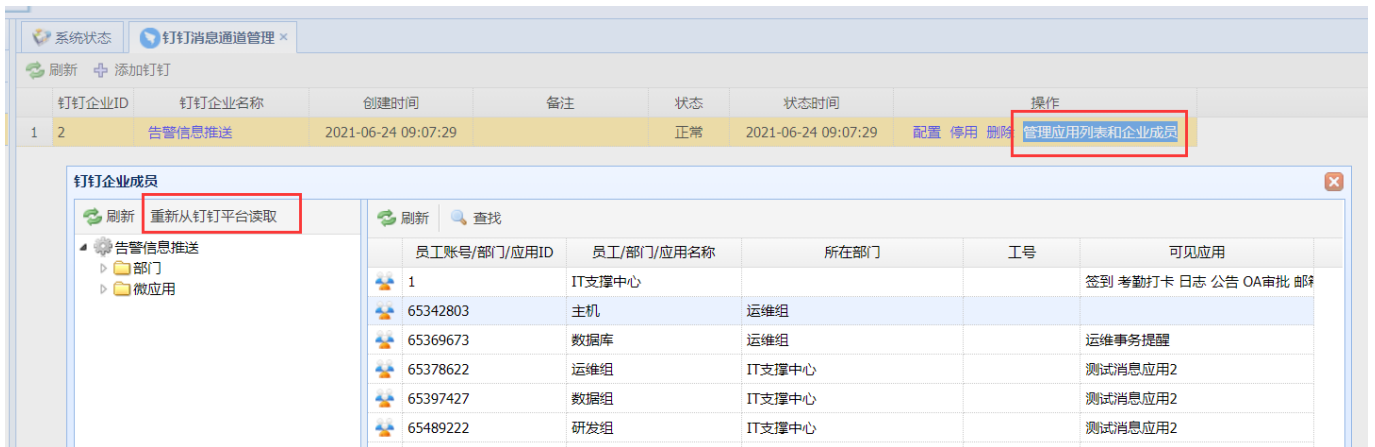 系统状态 钉钉消息通道管理 ×
刷新 添加钉钉
钉钉企业ID 钉钉企业名称 创建时间 备注 状态 状态时间 操作
1 2 告警信息推送 2021-06-24 09:07:29 正常 2021-06-24 09:07:29 配置 停用 删除 管理应用列表和企业成员
钉钉企业成员
刷新 重新从钉钉平台读取 刷新 查找
告警信息推送 员工账号/部门/应用ID 员工/部门/应用名称 所在部门 工号 可见应用
部门 1 IT支撑中心 签到 考勤打卡 日志 公告 OA审批 邮箱
微应用 65342803 主机 运维组
65369673 数据库 运维组 运维事务提醒
65378622 运维组 IT支撑中心 测试消息应用2
65397427 数据组 IT支撑中心 测试消息应用2
65489222 研发组 IT支撑中心 测试消息应用2